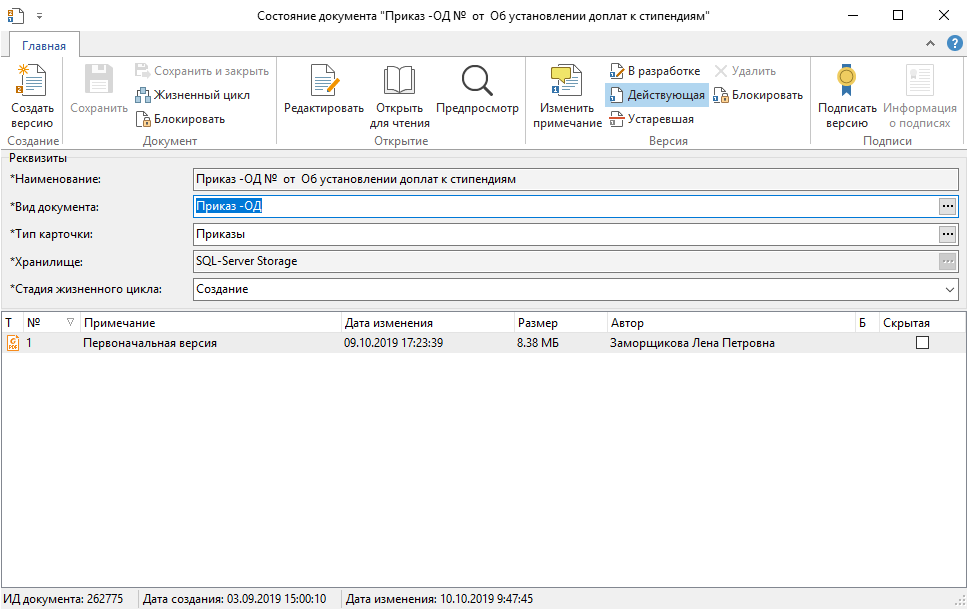 Состояние документа "Приказ -ОД № от Об установлении доплат к стипендиям"
Главная
Создать версию
Создание
Сохранить
Сохранить и закрыть
Жизненный цикл
Блокировать
Документ
Редактировать
Открыть для чтения
Предпросмотр
Открытие
Изменить примечание
В разработке
Действующая
Устаревшая
Удалить
Блокировать
Версия
Подписать версию
Информация о подписях
Подписи
Реквизиты
*Наименование: Приказ -ОД № от Об установлении доплат к стипендиям
*Вид документа: Приказ -ОД
*Тип карточки: Приказы
*Хранилище: SQL-Server Storage
*Стадия жизненного цикла: Создание
Т № Примечание Дата изменения Размер Автор Б Скрытая
1 Первоначальная версия 09.10.2019 17:23:39 8.38 МБ Заморщикова Лена Петровна
ИД документа: 262775 Дата создания: 03.09.2019 15:00:10 Дата изменения: 10.10.2019 9:47:45